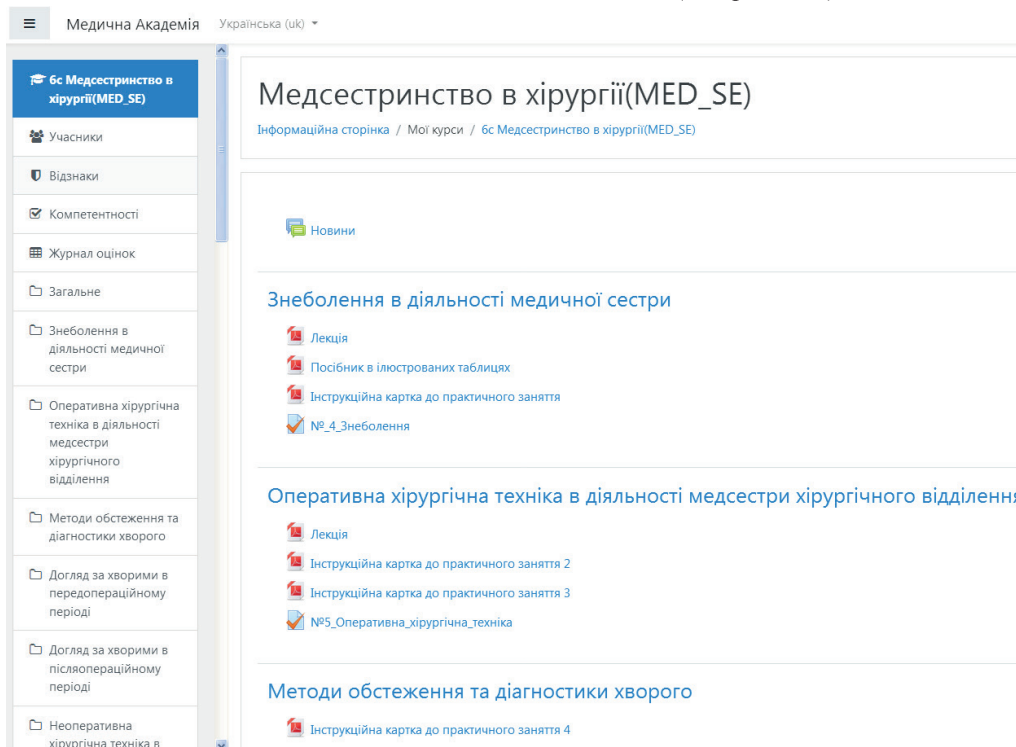 Медична Академія Українська (uk)
6с Медсестринство в
хірургії(MED_SE)
Учасники
Відзнаки
Компетентності
Журнал оцінок
Загальне
Знеболення в
діяльності медичної
сестри
Оперативна хірургічна
техніка в діяльності
медсестри
хірургічного
відділення
Методи обстеження та
діагностики хворого
Догляд за хворими в
передопераційному
періоді
Догляд за хворими в
післяопераційному
періоді
Неоперативна
хірургічна техніка в
Медсестринство в хірургії(MED_SE)
Інформаційна сторінка / Мої курси / 6с Медсестринство в хірургії(MED_SE)
Новини
Знеболення в діяльності медичної сестри
Лекція
Посібник в ілюстрованих таблицях
Інструкційна картка до практичного заняття
№_4_Знеболення
Оперативна хірургічна техніка в діяльності медсестри хірургічного відділення
Лекція
Інструкційна картка до практичного заняття 2
Інструкційна картка до практичного заняття 3
№5_Оперативна_хірургічна_техніка
Методи обстеження та діагностики хворого
Інструкційна картка до практичного заняття 4